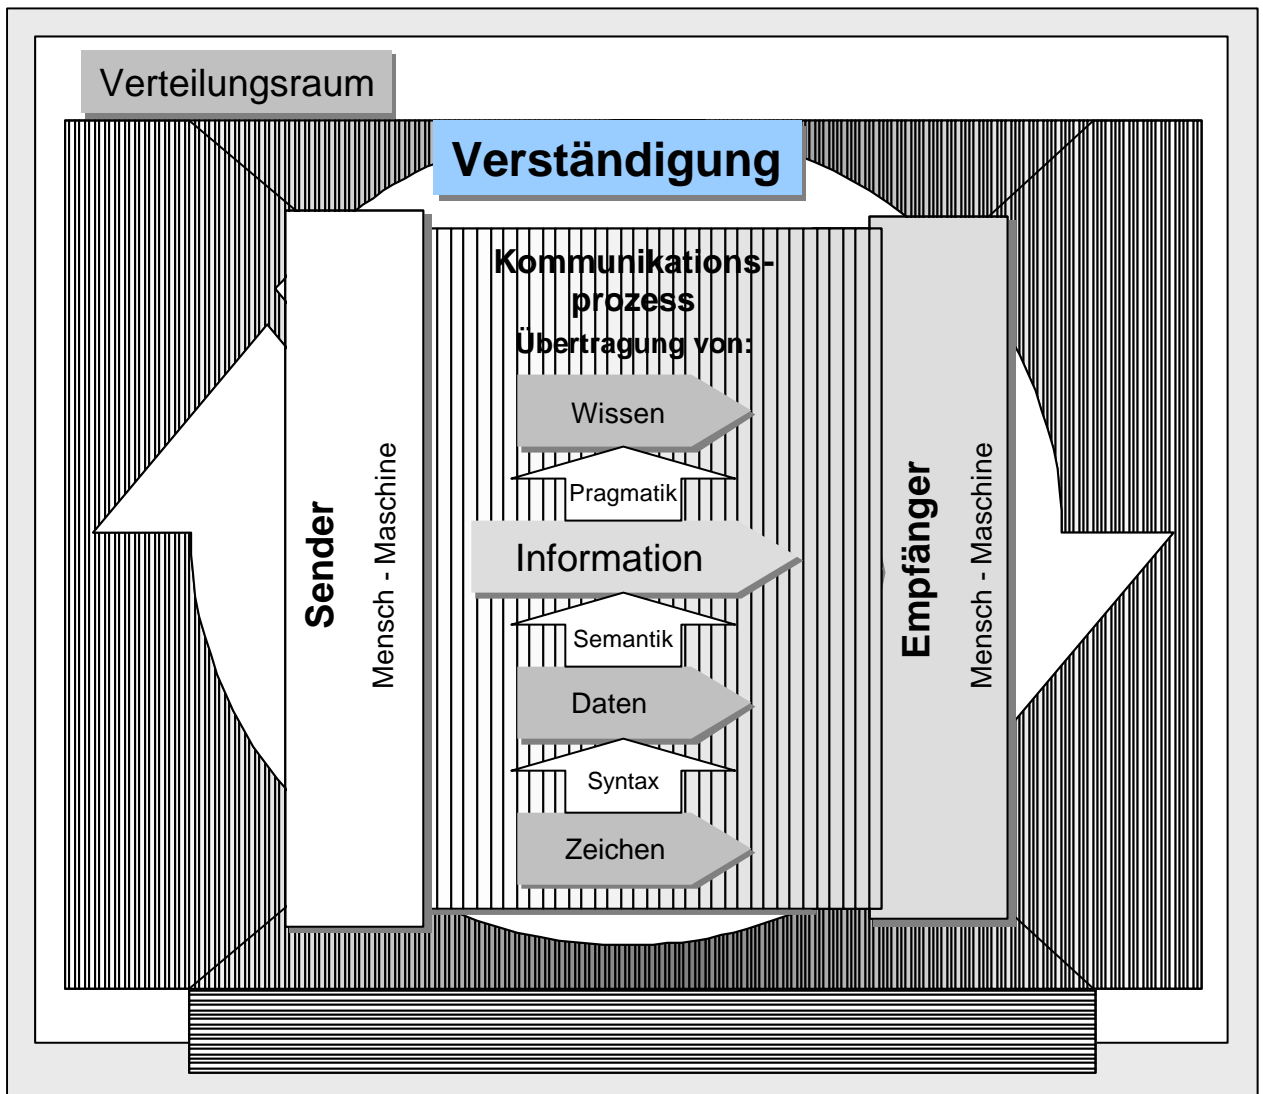 Verteilungsraum
Verständigung
Kommunikations-
prozess
Übertragung von:
Sender
Mensch - Maschine
Wissen
Pragmatik
Information
Semantik
Daten
Syntax
Zeichen
Empfänger
Mensch - Maschine